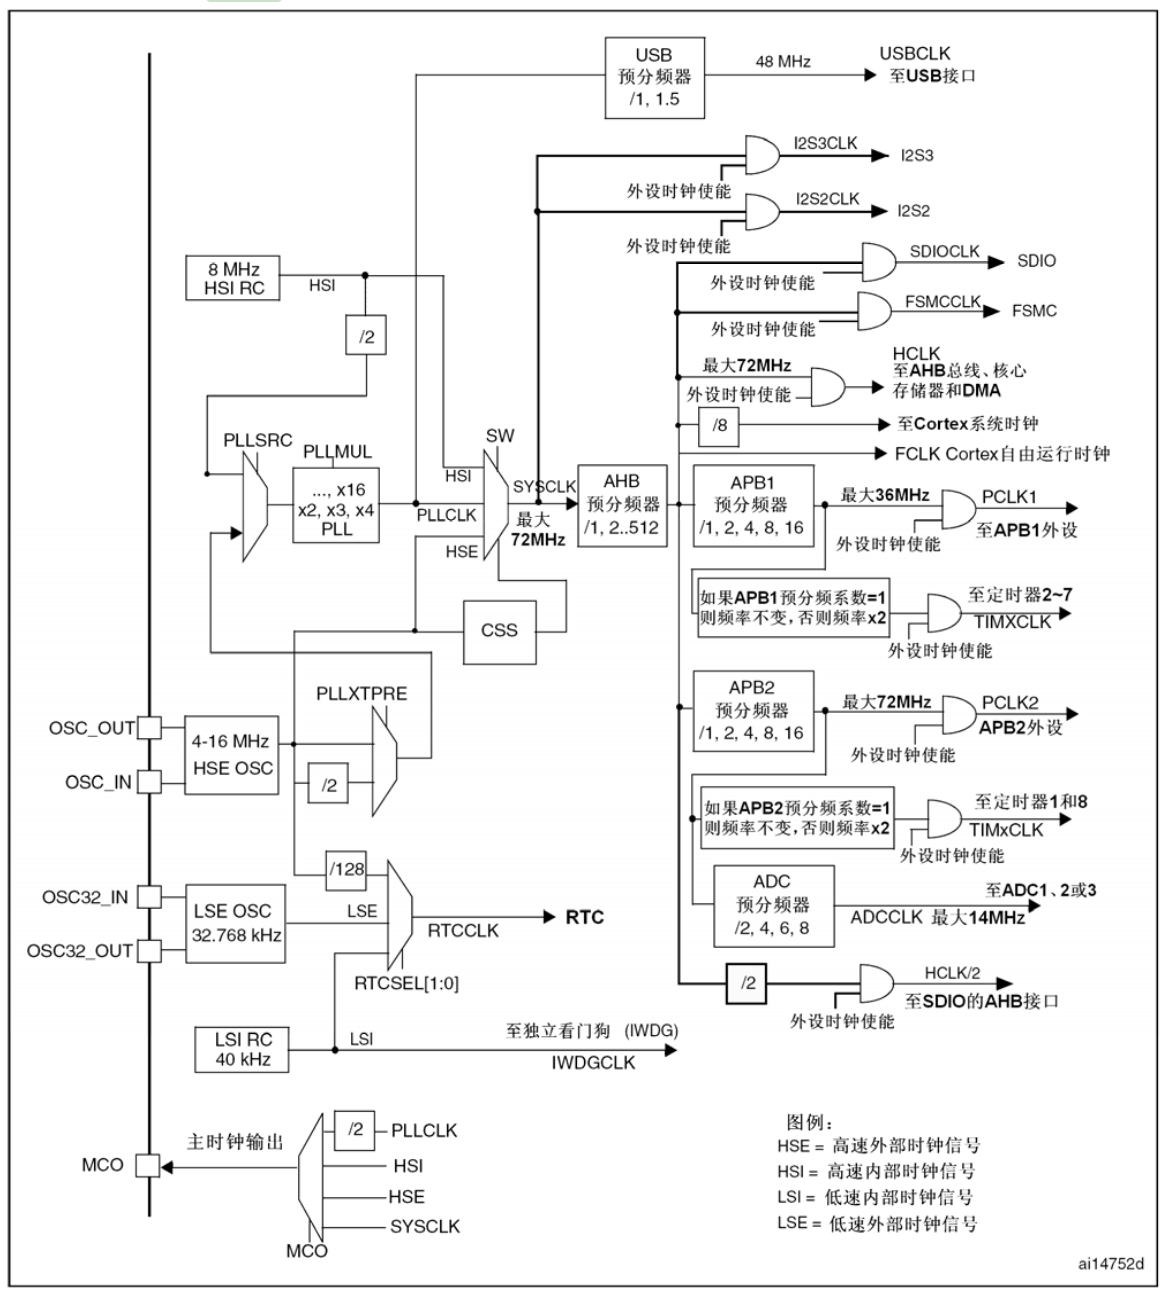 USB
预分频器
/1, 1.5
48 MHz
USBCLK
至USB接口
I2S3CLK
I2S3
外设时钟使能
I2S2CLK
I2S2
外设时钟使能
8 MHz
HSI RC
HSI
/2
SDIOCLK
SDIO
外设时钟使能
FSMCCLK
FSMC
外设时钟使能
最大72MHz
外设时钟使能
HCLK
至AHB总线、核心
存储器和DMA
/8
至Cortex系统时钟
FCLK Cortex自由运行时钟
PLLSRC
PLLMUL
..., x16
x2, x3, x4
PLL
SW
HSI
PLLCLK
HSE
SYSCLK
最大
72MHz
AHB
预分频器
/1, 2..512
APB1
预分频器
/1, 2, 4, 8, 16
最大36MHz
外设时钟使能
PCLK1
至APB1外设
如果APB1预分频系数=1
则频率不变，否则频率x2
至定时器2~7
TIMXCLK
外设时钟使能
CSS
PLLXTPRE
OSC_OUT
OSC_IN
4-16 MHz
HSE OSC
/2
APB2
预分频器
/1, 2, 4, 8, 16
最大72MHz
外设时钟使能
PCLK2
APB2外设
如果APB2预分频系数=1
则频率不变，否则频率x2
至定时器1和8
TIMxCLK
外设时钟使能
/128
OSC32_IN
OSC32_OUT
LSE OSC
32.768 kHz
LSE
RTCCLK
RTC
RTCSEL[1:0]
ADC
预分频器
/2, 4, 6, 8
至ADC1、2或3
ADCCLK 最大14MHz
/2
HCLK/2
至SDIO的AHB接口
外设时钟使能
LSI RC
40 kHz
LSI
至独立看门狗 (IWDG)
IWDGCLK
MCO
主时钟输出
/2
PLLCLK
HSI
HSE
SYSCLK
MCO
图例：
HSE = 高速外部时钟信号
HSI = 高速内部时钟信号
LSI = 低速内部时钟信号
LSE = 低速外部时钟信号
ai14752d